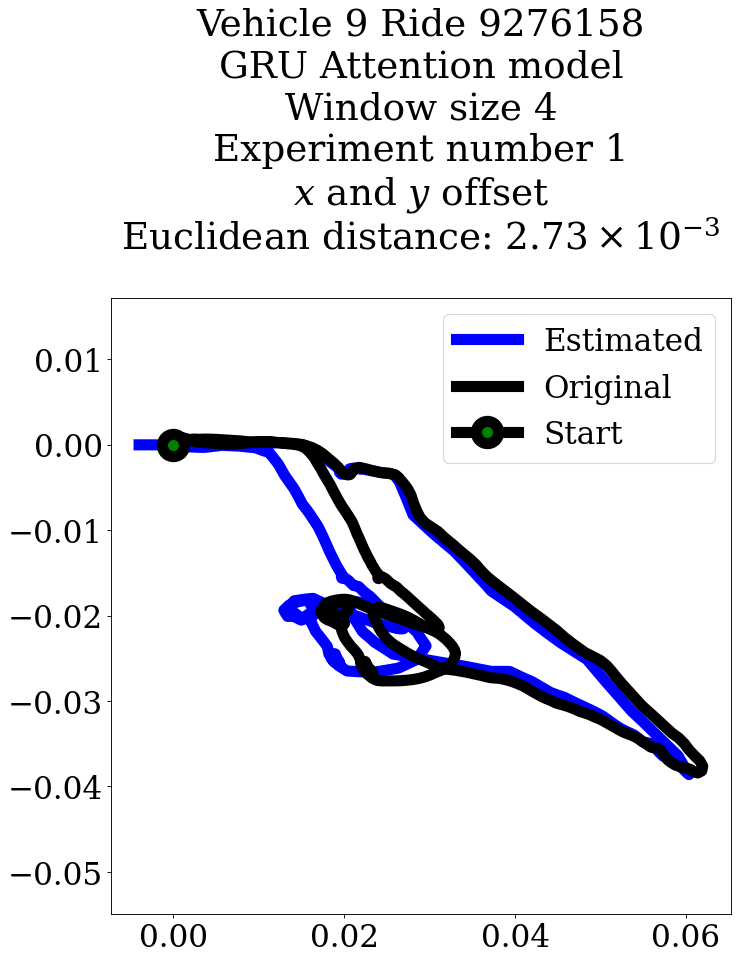 Vehicle 9 Ride 9276158
GRU Attention model
Window size 4
Experiment number 1
x and y offset
Euclidean distance: 2.73 × 10⁻³
Estimated
Original
Start
0.01
0.00
−0.01
−0.02
−0.03
−0.04
−0.05
0.00 0.02 0.04 0.06